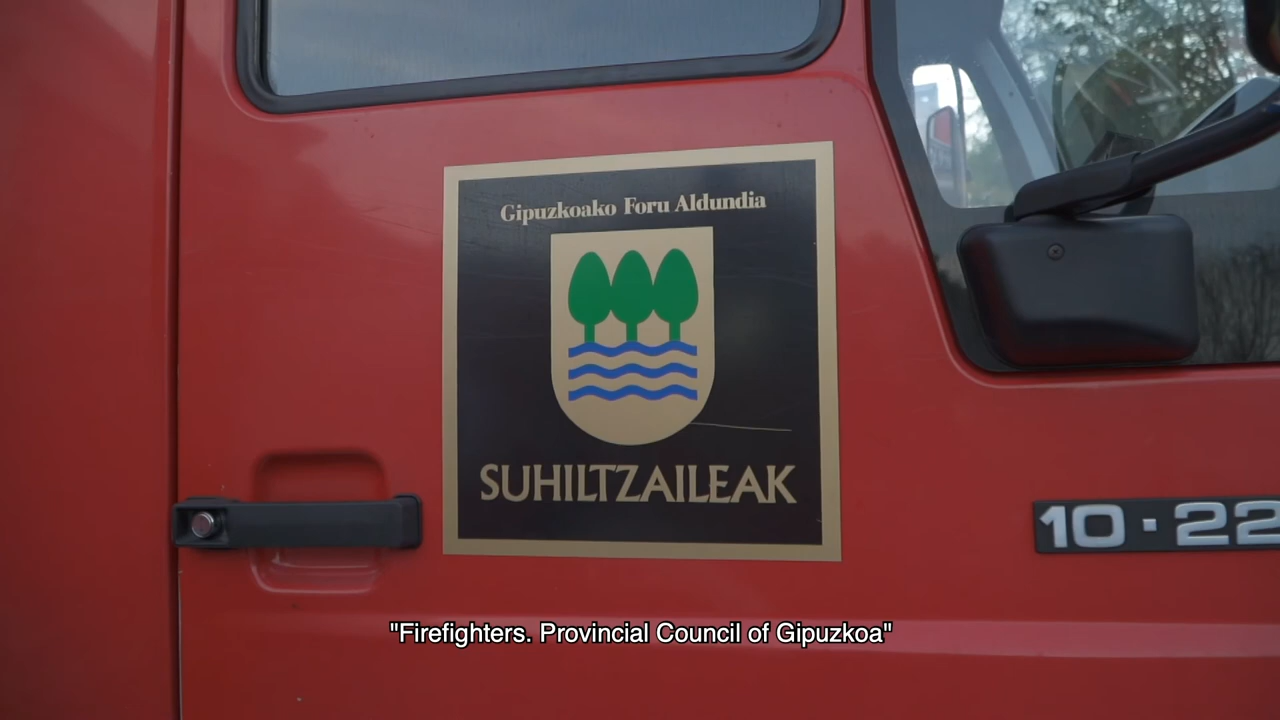 Gipuzkoako Foru Aldundia
SUHILTZAILEAK
10·22
"Firefighters. Provincial Council of Gipuzkoa"